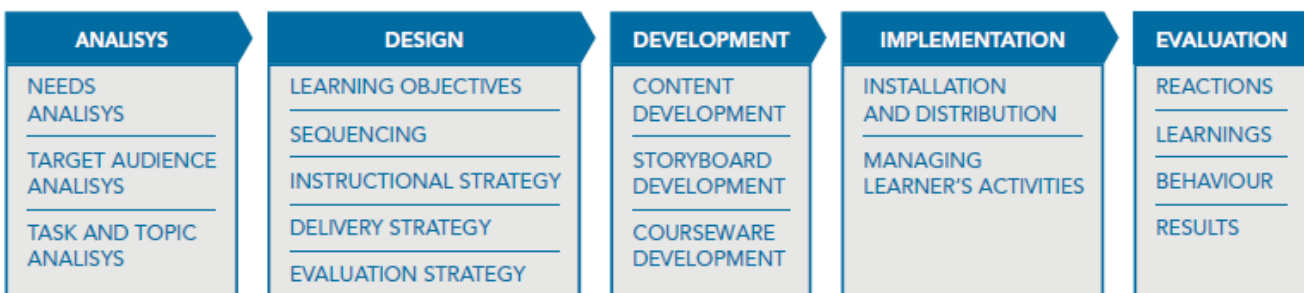 ANALISYS
NEEDS
ANALISYS
TARGET AUDIENCE
ANALISYS
TASK AND TOPIC
ANALISYS
DESIGN
LEARNING OBJECTIVES
SEQUENCING
INSTRUCTIONAL STRATEGY
DELIVERY STRATEGY
EVALUATION STRATEGY
DEVELOPMENT
CONTENT
DEVELOPMENT
STORYBOARD
DEVELOPMENT
COURSEWARE
DEVELOPMENT
IMPLEMENTATION
INSTALLATION
AND DISTRIBUTION
MANAGING
LEARNER'S ACTIVITIES
EVALUATION
REACTIONS
LEARNINGS
BEHAVIOUR
RESULTS